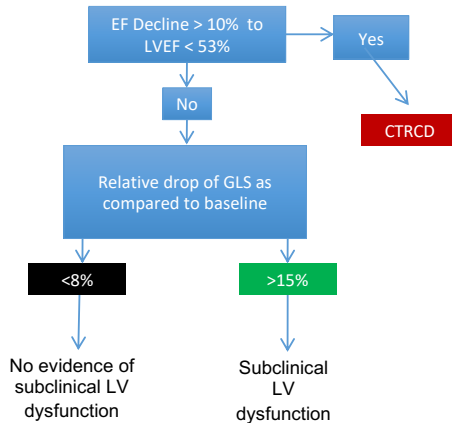 EF Decline > 10% to
LVEF < 53%
Yes
No
CTRCD
Relative drop of GLS as
compared to baseline
<8%
>15%
No evidence of
subclinical LV
dysfunction
Subclinical
LV
dysfunction